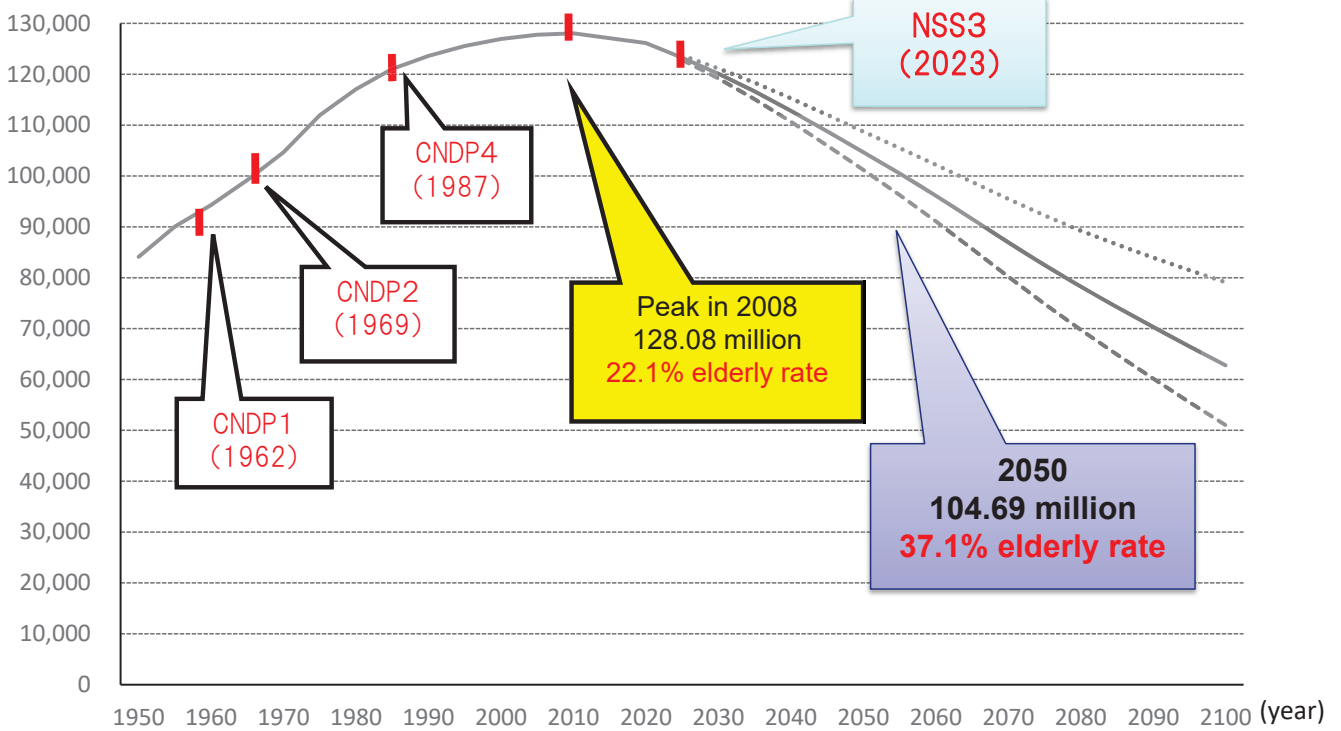 130,000
120,000
110,000
100,000
90,000
80,000
70,000
60,000
50,000
40,000
30,000
20,000
10,000
0
NSS3
(2023)
CNDP4
(1987)
CNDP2
(1969)
CNDP1
(1962)
Peak in 2008
128.08 million
22.1% elderly rate
2050
104.69 million
37.1% elderly rate
1950 1960 1970 1980 1990 2000 2010 2020 2030 2040 2050 2060 2070 2080 2090 2100 (year)